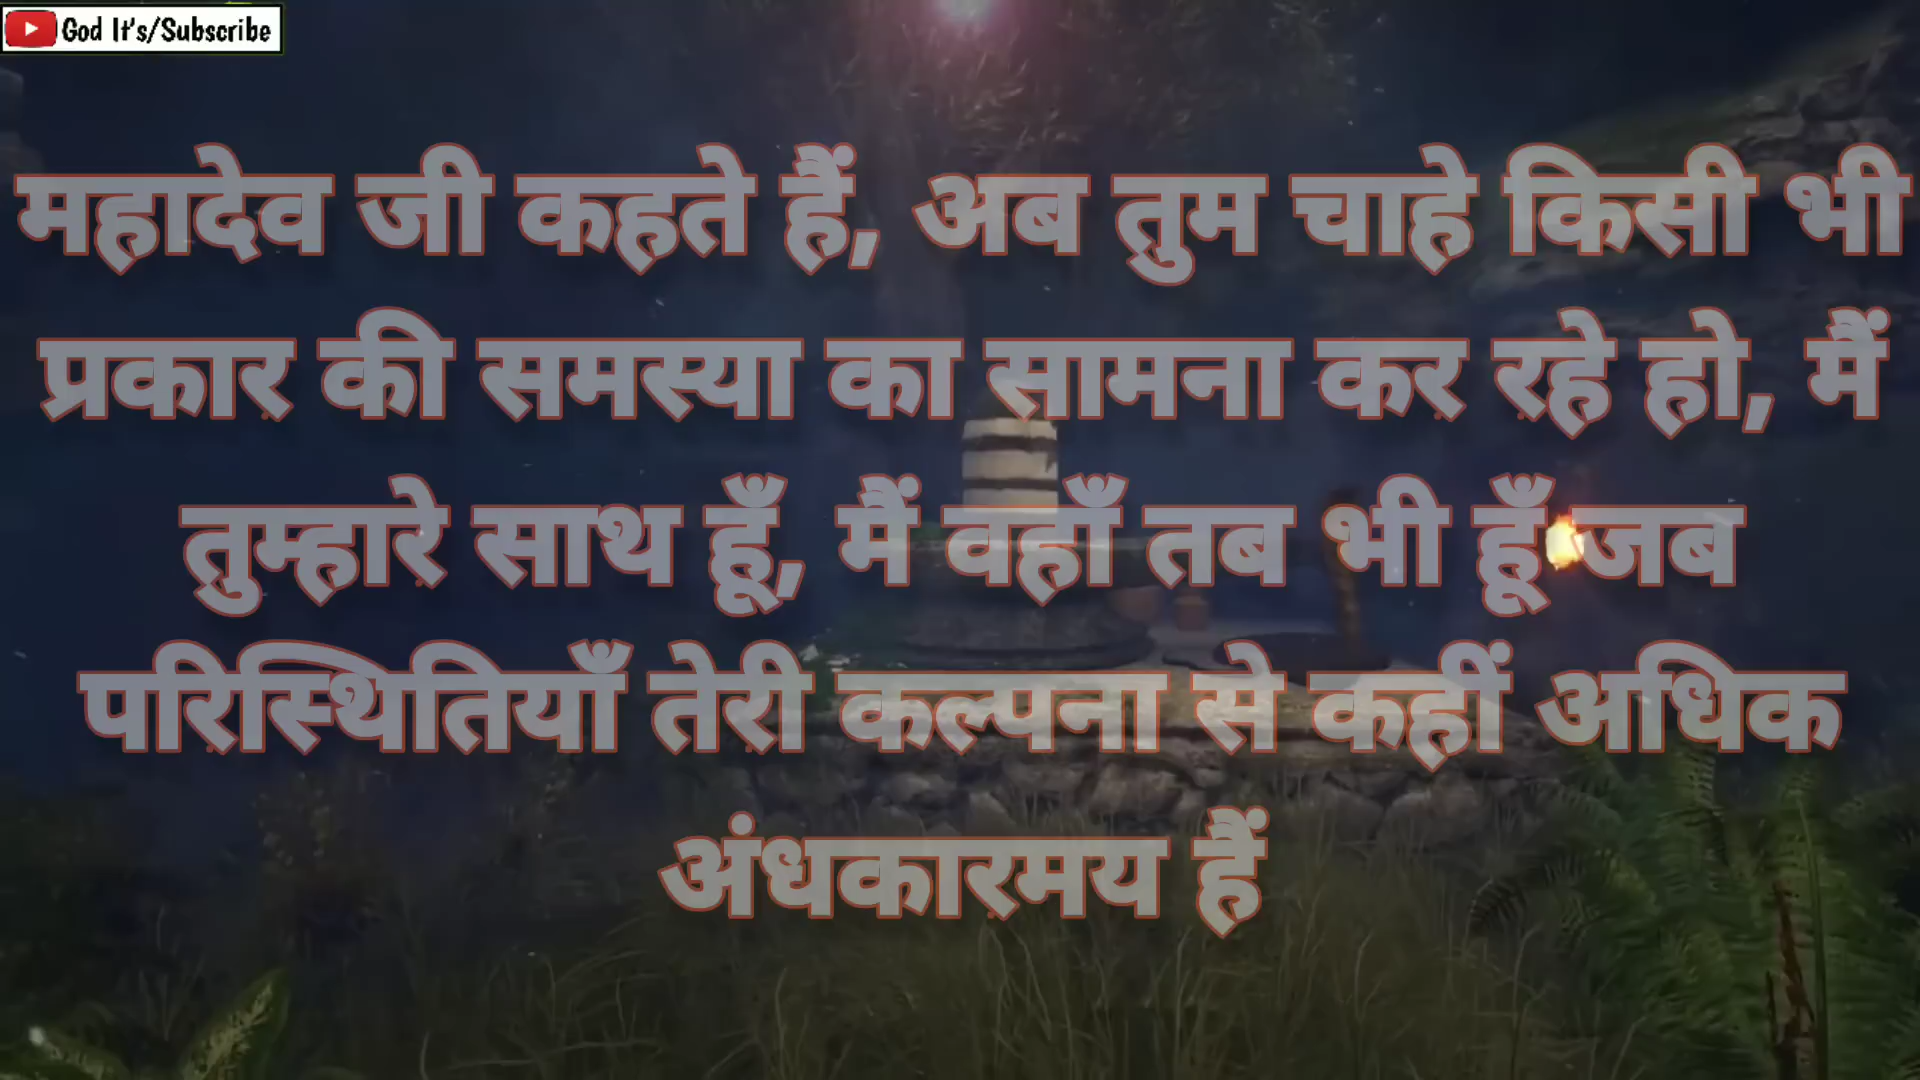 God It's/Subscribe
महादेव जी कहते हैं, अब तुम चाहे किसी भी
प्रकार की समस्या का सामना कर रहे हो, मैं
तुम्हारे साथ हूँ, मैं वहाँ तब भी हूँ जब
परिस्थितियाँ तेरी कल्पना से कहीं अधिक
अंधकारमय हैं